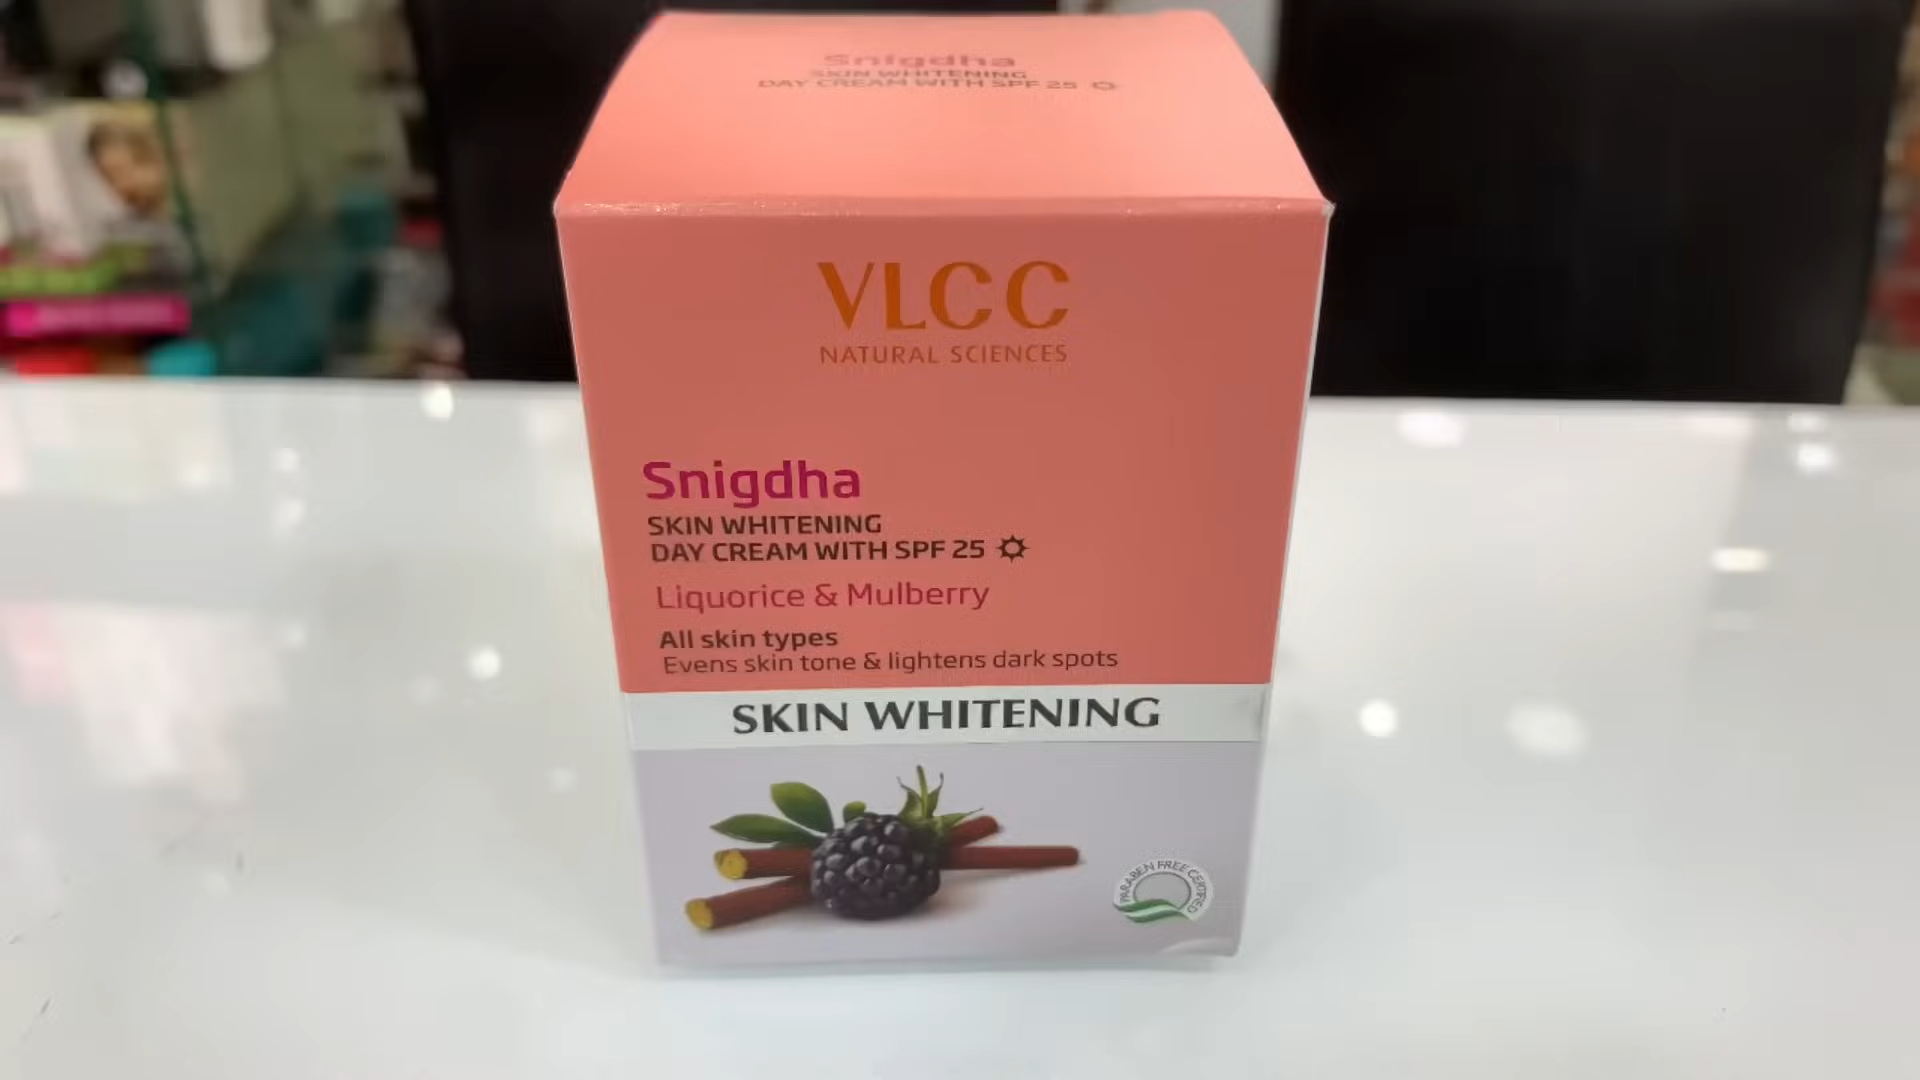 Snigdha
SKIN WHITENING
DAY CREAM WITH SPF 25
VLCC
NATURAL SCIENCES
Snigdha
SKIN WHITENING
DAY CREAM WITH SPF 25
Liquorice & Mulberry
All skin types
Evens skin tone & lightens dark spots
SKIN WHITENING
PARABEN FREE CERTIFIED